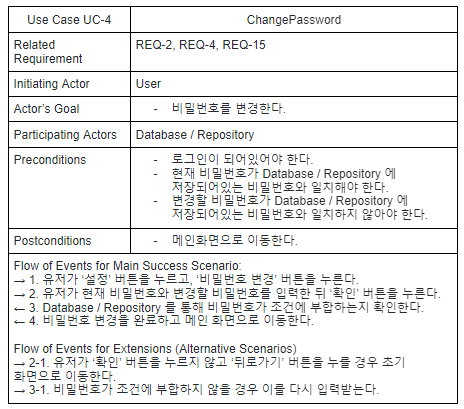 Use Case UC-4 ChangePassword
Related REQ-2, REQ-4, REQ-15
Requirement
Initiating Actor User
Actor's Goal - 비밀번호를 변경한다.
Participating Actors Database / Repository
Preconditions - 로그인이 되어있어야 한다.
- 현재 비밀번호가 Database / Repository 에
저장되어있는 비밀번호와 일치해야 한다.
- 변경할 비밀번호가 Database / Repository 에
저장되어있는 비밀번호와 일치하지 않아야 한다.
Postconditions - 메인화면으로 이동한다.
Flow of Events for Main Success Scenario:
→ 1. 유저가 ‘설정’ 버튼을 누르고, ‘비밀번호 변경’ 버튼을 누른다.
→ 2. 유저가 현재 비밀번호와 변경할 비밀번호를 입력한 뒤 ‘확인’ 버튼을 누른다.
← 3. Database / Repository 를 통해 비밀번호가 조건에 부합하는지 확인한다.
← 4. 비밀번호 변경을 완료하고 메인 화면으로 이동한다.
Flow of Events for Extensions (Alternative Scenarios)
→ 2-1. 유저가 ‘확인’ 버튼을 누르지 않고 ‘뒤로가기’ 버튼을 누를 경우 초기
화면으로 이동한다.
→ 3-1. 비밀번호가 조건에 부합하지 않을 경우 이를 다시 입력받는다.